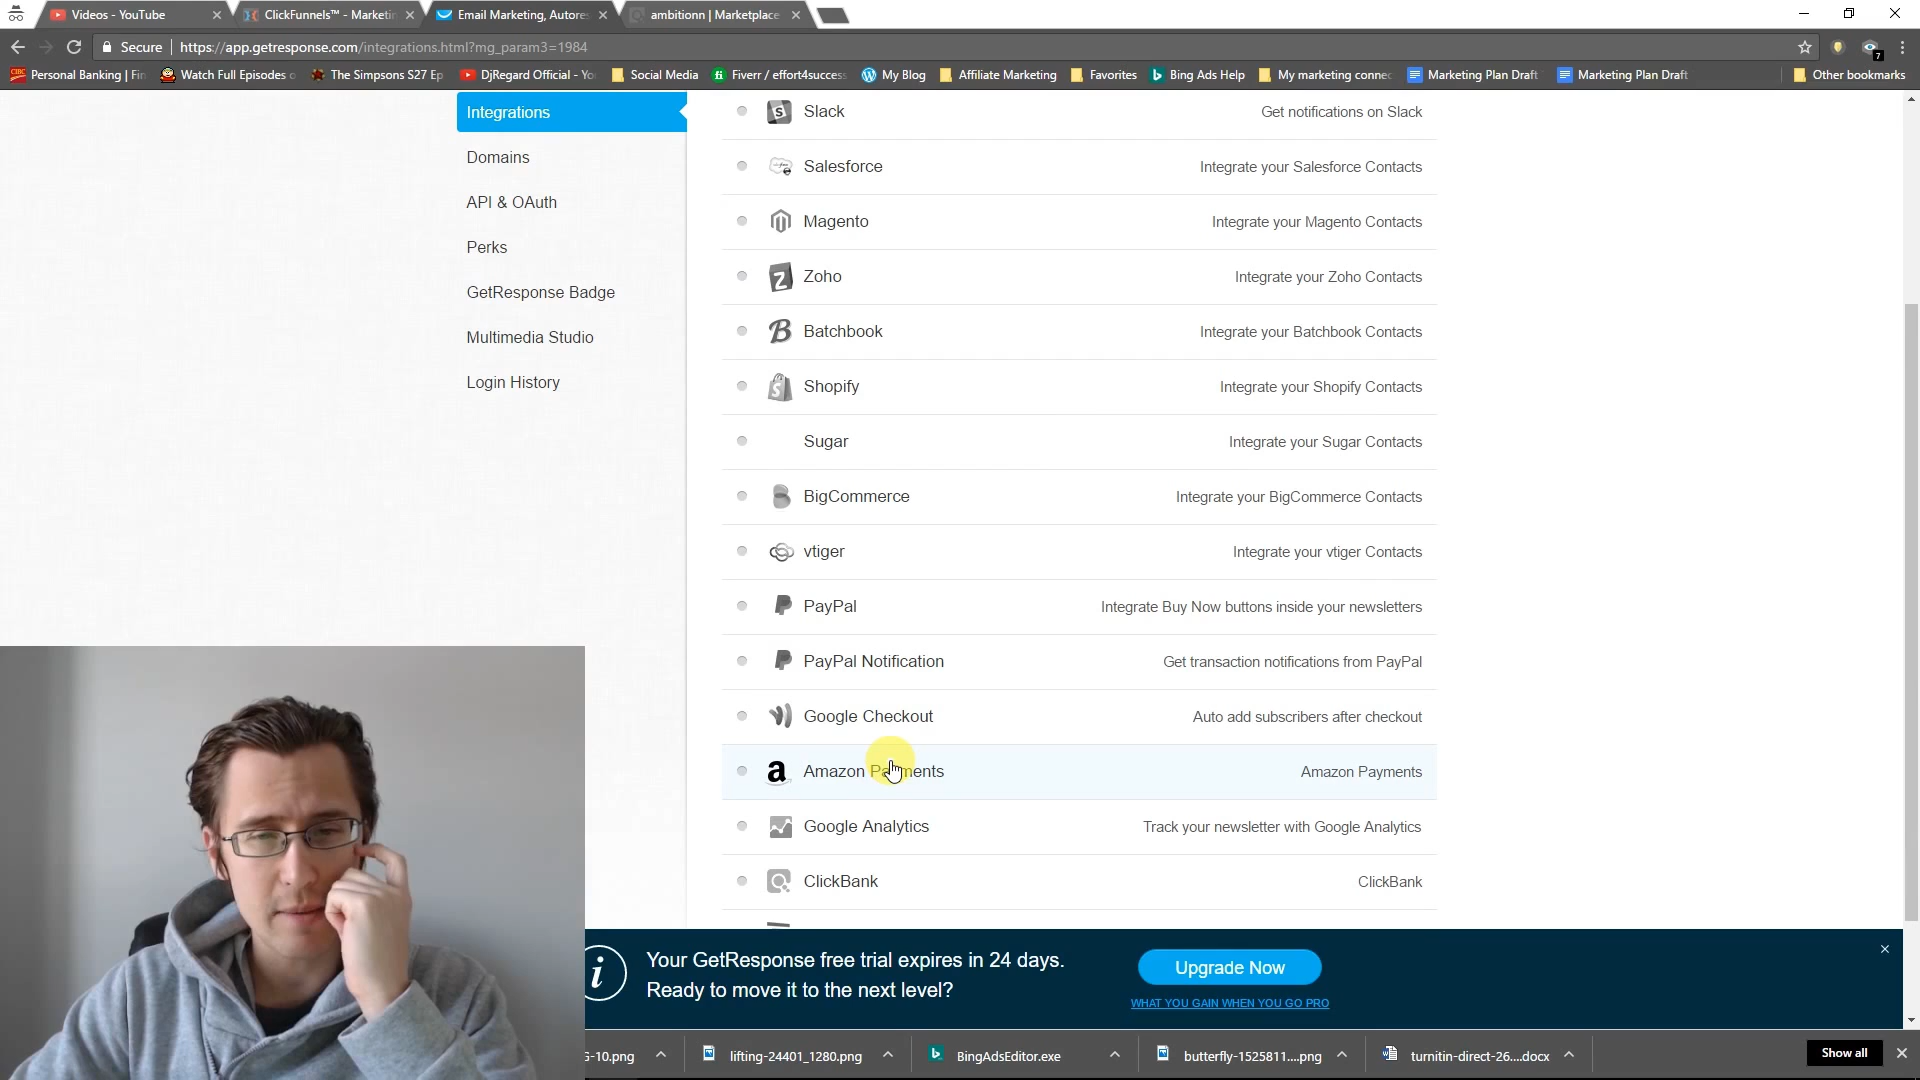 Videos - YouTube
ClickFunnels™ - Marketin
Email Marketing, Autores
ambitionn | Marketplace
Secure
https://app.getresponse.com/integrations.html?mg_param3=1984
7
CIBC Personal Banking | Fin
Watch Full Episodes o
The Simpsons S27 Ep
DjRegard Official - Yo
Social Media
fi Fiverr / effort4success
My Blog
Affiliate Marketing
Favorites
Bing Ads Help
My marketing connec
Marketing Plan Draft
Marketing Plan Draft
Other bookmarks
Integrations
Domains
API & OAuth
Perks
GetResponse Badge
Multimedia Studio
Login History
Slack Get notifications on Slack
Salesforce Integrate your Salesforce Contacts
Magento Integrate your Magento Contacts
Zoho Integrate your Zoho Contacts
Batchbook Integrate your Batchbook Contacts
Shopify Integrate your Shopify Contacts
Sugar Integrate your Sugar Contacts
BigCommerce Integrate your BigCommerce Contacts
vtiger Integrate your vtiger Contacts
PayPal Integrate Buy Now buttons inside your newsletters
PayPal Notification Get transaction notifications from PayPal
Google Checkout Auto add subscribers after checkout
Amazon Payments Amazon Payments
Google Analytics Track your newsletter with Google Analytics
ClickBank ClickBank
Your GetResponse free trial expires in 24 days.
Ready to move it to the next level?
Upgrade Now
WHAT YOU GAIN WHEN YOU GO PRO
-10.png
lifting-24401_1280.png
BingAdsEditor.exe
butterfly-1525811....png
turnitin-direct-26....docx
Show all